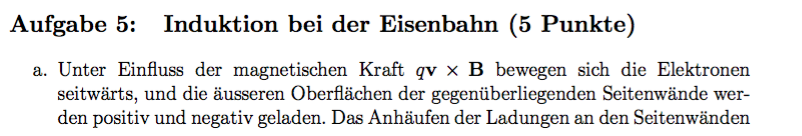 Aufgabe 5: Induktion bei der Eisenbahn (5 Punkte)
a. Unter Einfluss der magnetischen Kraft qv × B bewegen sich die Elektronen
seitwärts, und die äusseren Oberflächen der gegenüberliegenden Seitenwände wer-
den positiv und negativ geladen. Das Anhäufen der Ladungen an den Seitenwänden